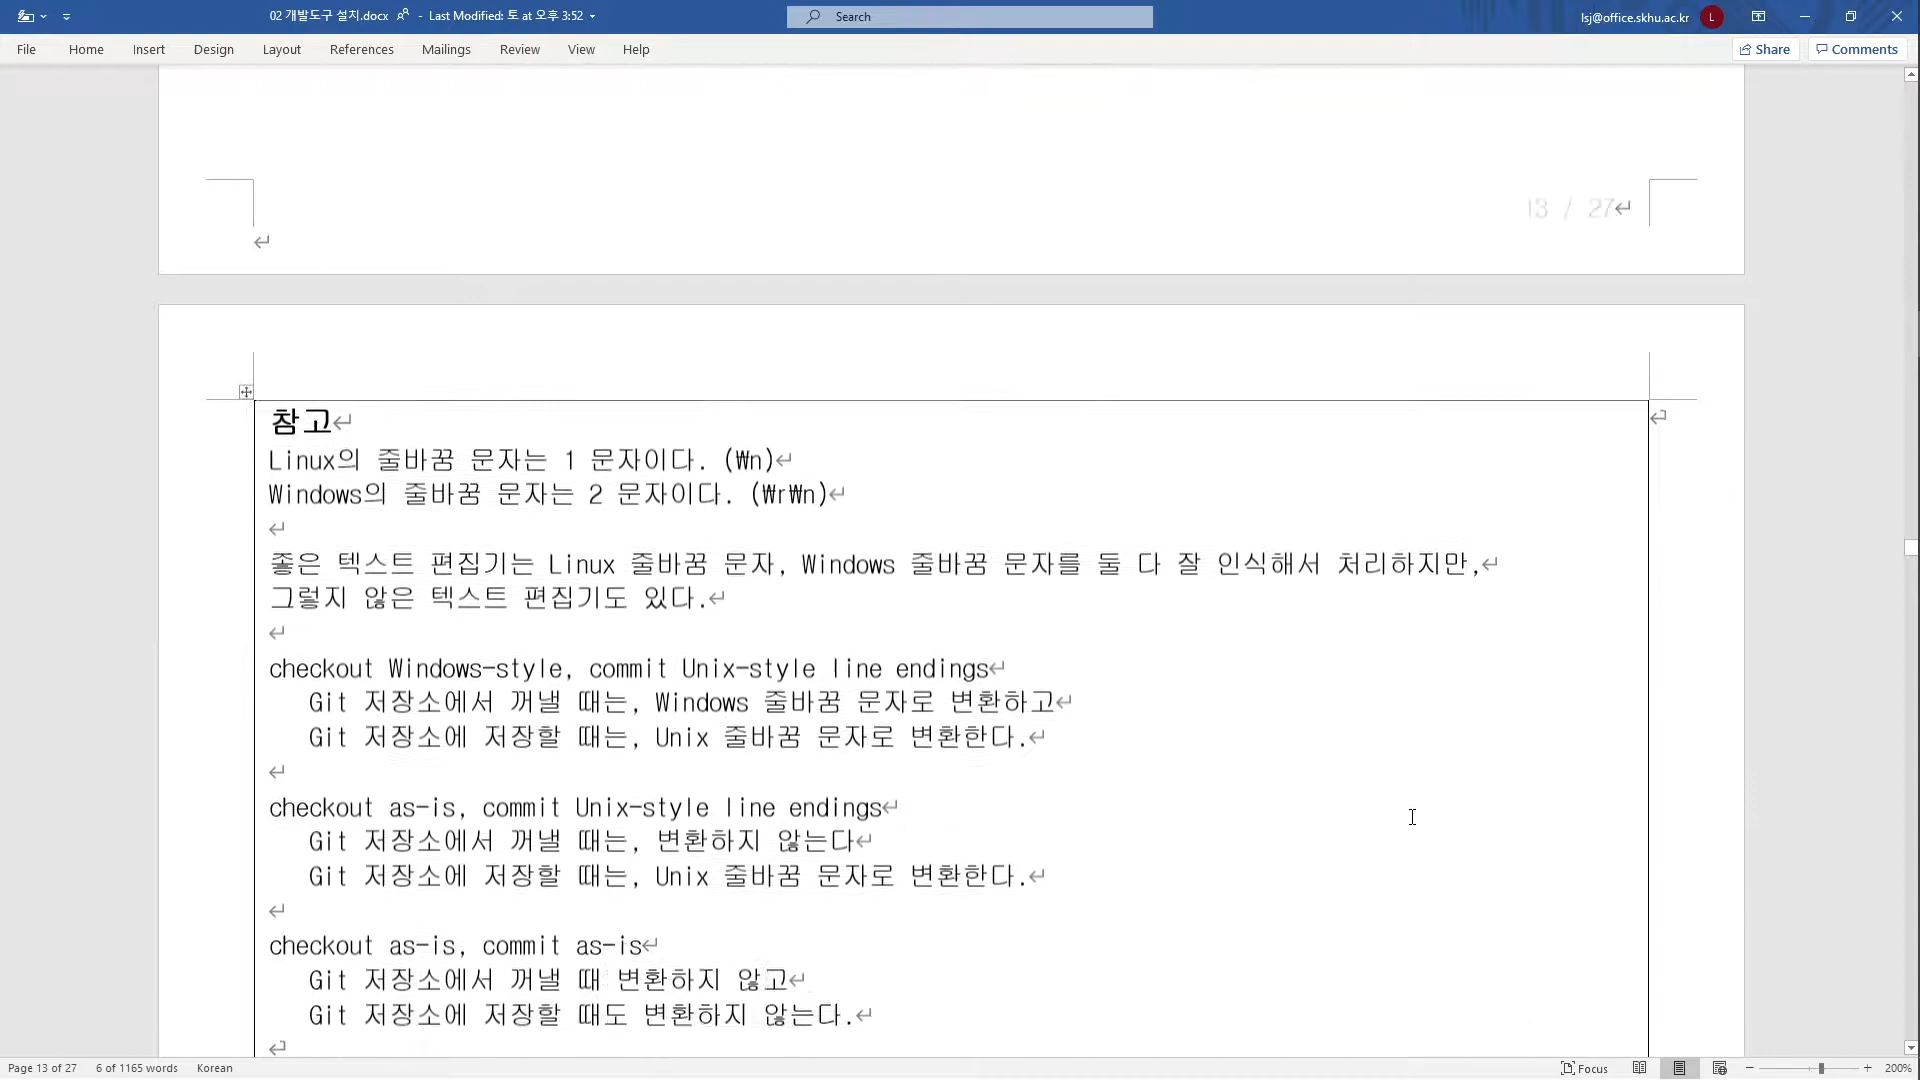 02 개발도구 설치.docx - Last Modified: 토 at 오후 3:52
Search
lsj@office.skhu.ac.kr
L
File Home Insert Design Layout References Mailings Review View Help
Share Comments
13 / 27
참고
Linux의 줄바꿈 문자는 1 문자이다. (₩n)
Windows의 줄바꿈 문자는 2 문자이다. (₩r₩n)
좋은 텍스트 편집기는 Linux 줄바꿈 문자, Windows 줄바꿈 문자를 둘 다 잘 인식해서 처리하지만,
그렇지 않은 텍스트 편집기도 있다.
checkout Windows-style, commit Unix-style line endings
Git 저장소에서 꺼낼 때는, Windows 줄바꿈 문자로 변환하고
Git 저장소에 저장할 때는, Unix 줄바꿈 문자로 변환한다.
checkout as-is, commit Unix-style line endings
Git 저장소에서 꺼낼 때는, 변환하지 않는다
Git 저장소에 저장할 때는, Unix 줄바꿈 문자로 변환한다.
checkout as-is, commit as-is
Git 저장소에서 꺼낼 때 변환하지 않고
Git 저장소에 저장할 때도 변환하지 않는다.
Page 13 of 27 6 of 1165 words Korean
Focus
200%